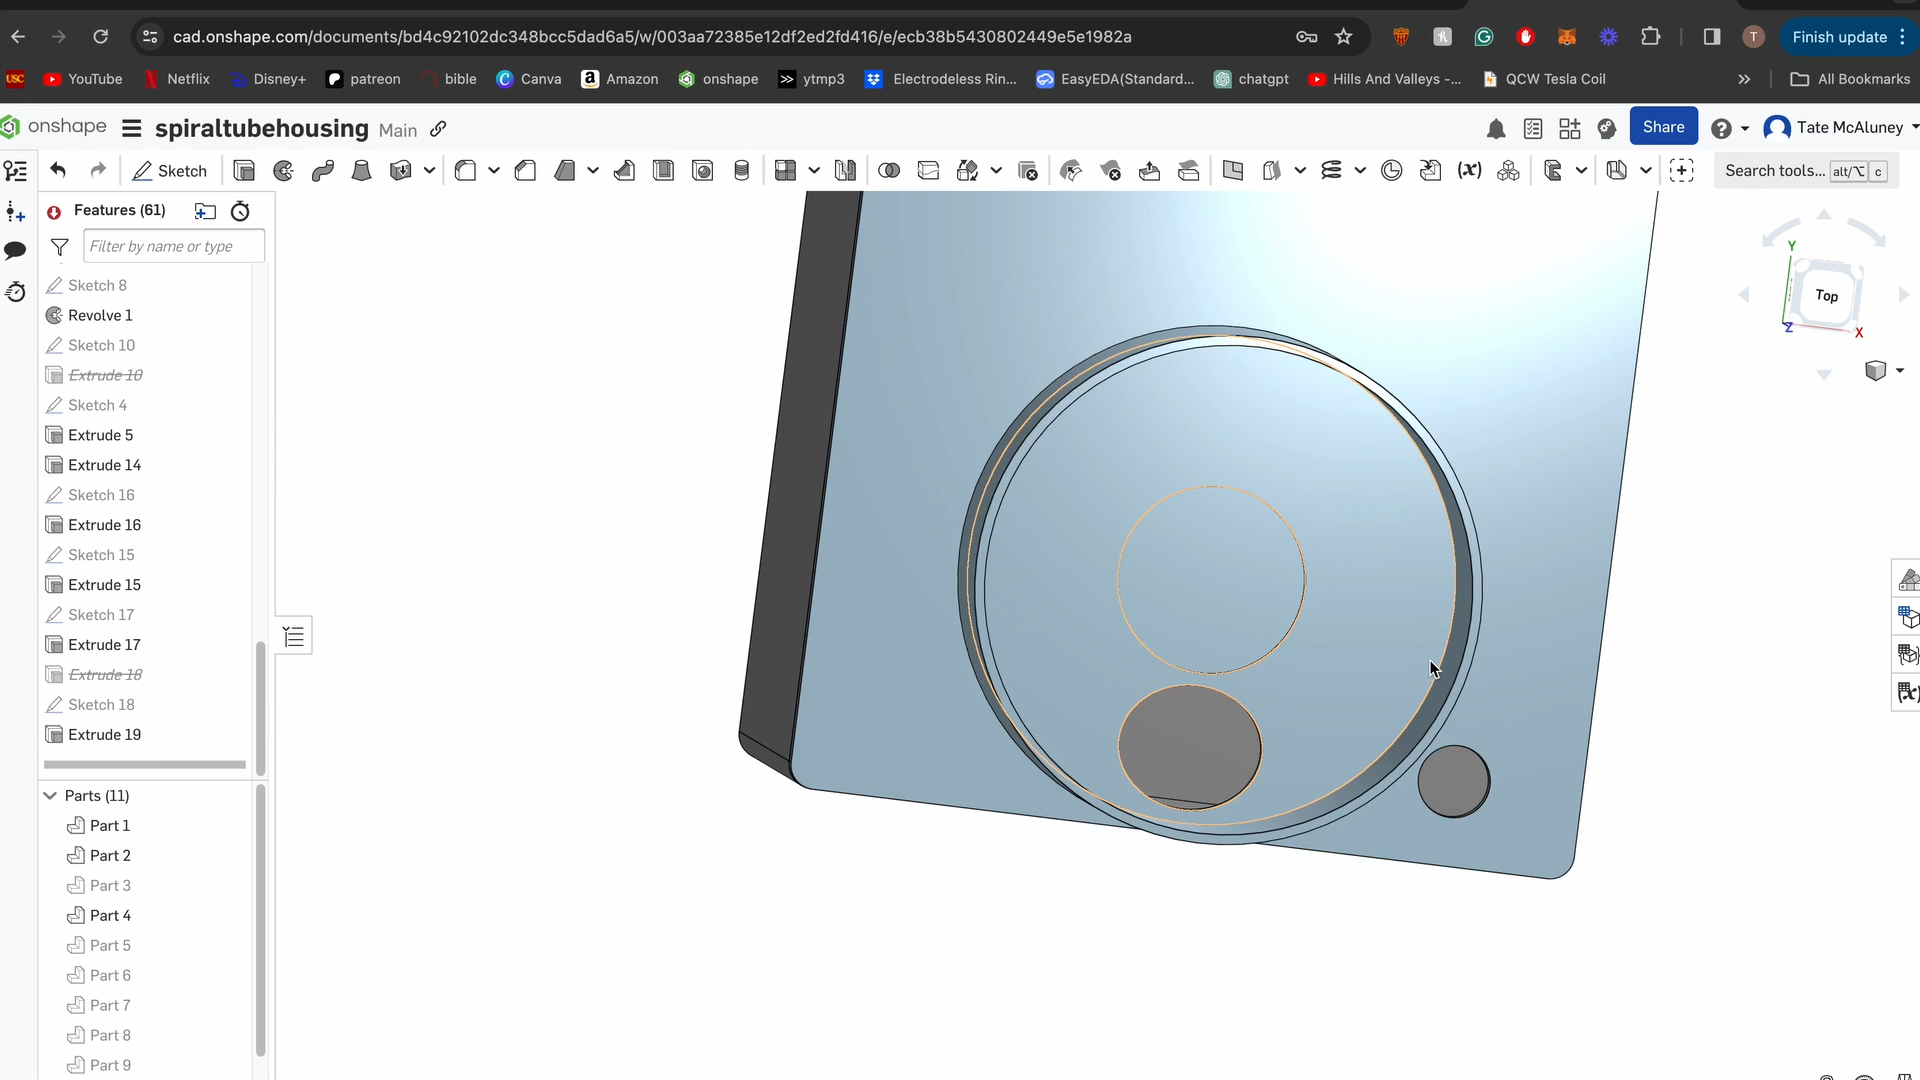 cad.onshape.com/documents/bd4c92102dc348bcc5dad6a5/w/003aa72385e12df2ed2fd416/e/ecb38b5430802449e5e1982a
T
Finish update
USC
YouTube
Netflix
Disney+
patreon
bible
Canva
Amazon
onshape
ytmp3
Electrodeless Rin...
EasyEDA(Standard...
chatgpt
Hills And Valleys -...
QCW Tesla Coil
All Bookmarks
onshape
spiraltubehousing
Main
Share
Tate McAluney
Sketch
Search tools...
alt/⌥
c
Features (61)
Filter by name or type
Sketch 8
Revolve 1
Sketch 10
Extrude 10
Sketch 4
Extrude 5
Extrude 14
Sketch 16
Extrude 16
Sketch 15
Extrude 15
Sketch 17
Extrude 17
Extrude 18
Sketch 18
Extrude 19
Parts (11)
Part 1
Part 2
Part 3
Part 4
Part 5
Part 6
Part 7
Part 8
Part 9
Y
Top
Z
X